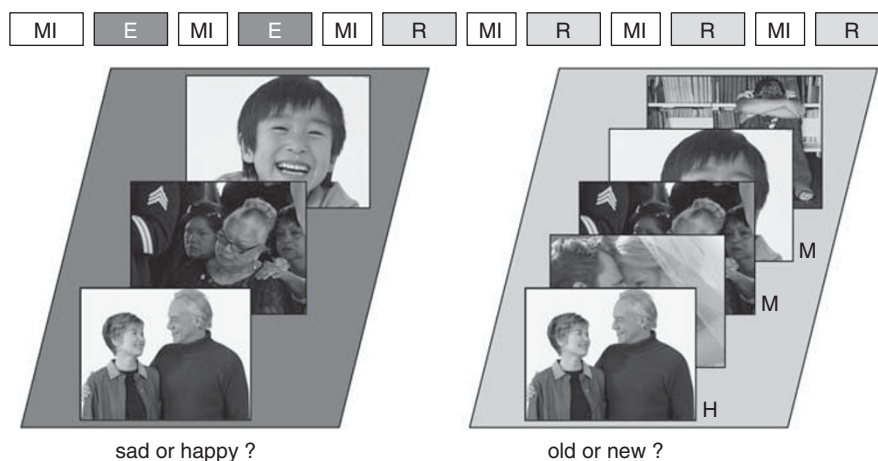 MI E MI E MI R MI R MI R MI R
M
M
H
sad or happy ?
old or new ?